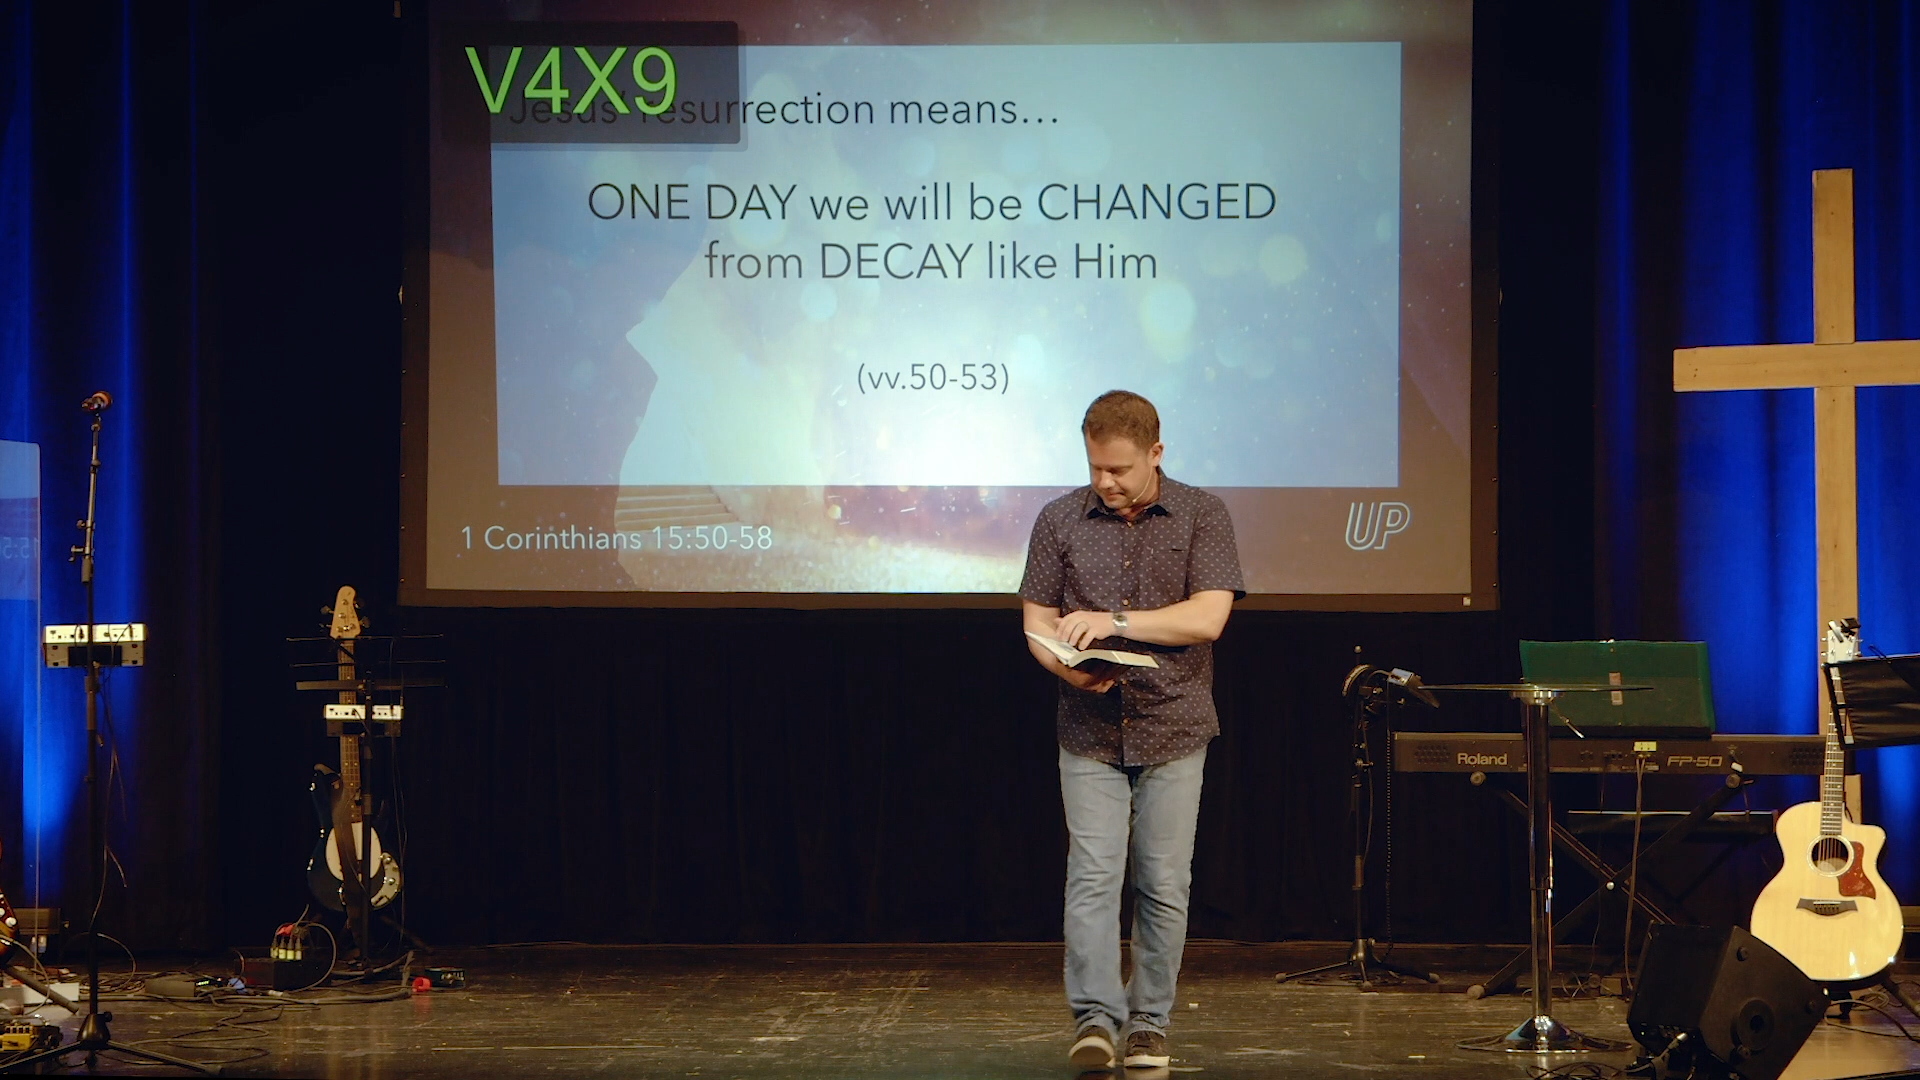 V4X9
Jesus' resurrection means...
ONE DAY we will be CHANGED
from DECAY like Him
(vv.50-53)
1 Corinthians 15:50-58
UP
Roland
FP-50